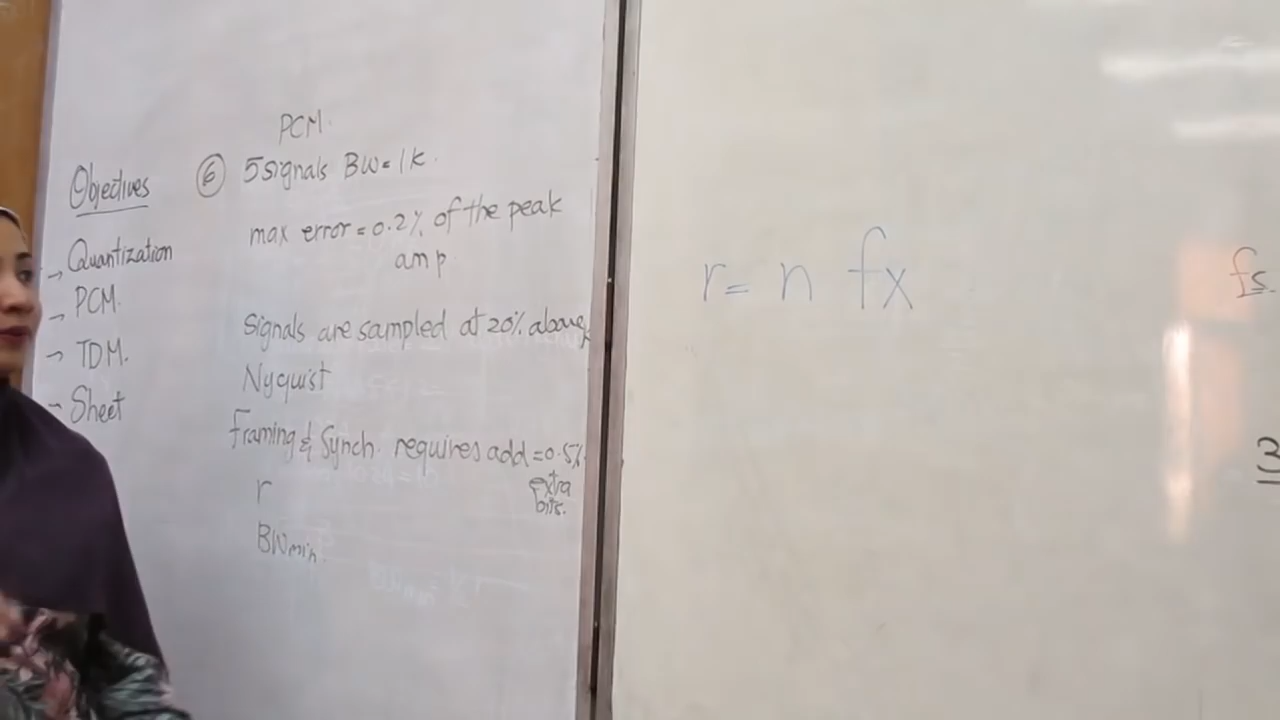 Objectives
→ Quantization
→ PCM.
→ TDM.
→ Sheet
PCM.
⑥ 5 signals BW = 1K.
max error = 0.2% of the peak
amp
Signals are sampled at 20% above
Nyquist
Framing & Synch. requires add = 0.5%
extra
bits.
r
BWmin.
r = n fx
fs